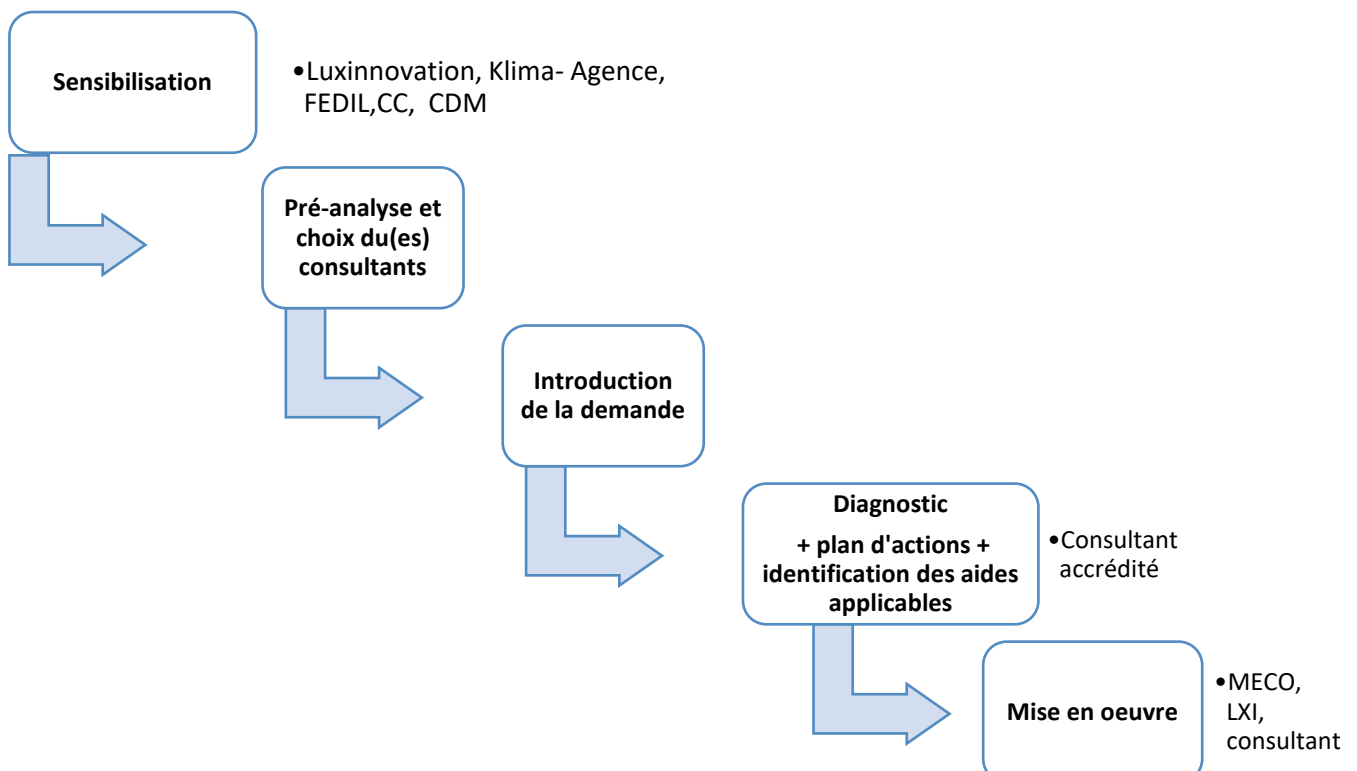 Sensibilisation
•Luxinnovation, Klima- Agence,
FEDIL,CC, CDM
Pré-analyse et
choix du(es)
consultants
Introduction
de la demande
Diagnostic
+ plan d'actions +
identification des aides
applicables
•Consultant
accrédité
Mise en oeuvre
•MECO,
LXI,
consultant